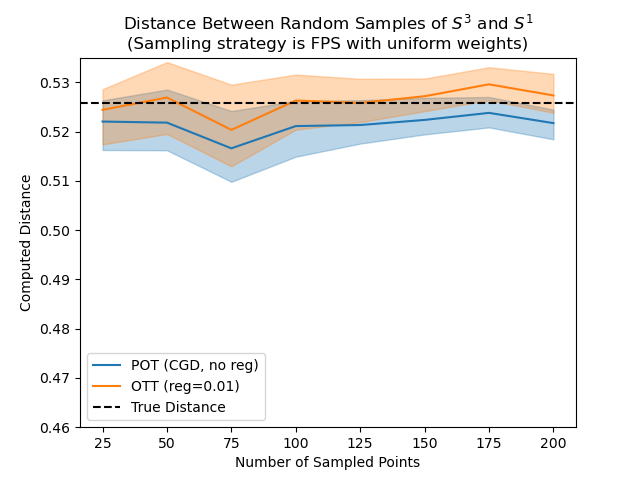 Distance Between Random Samples of $S^3$ and $S^1$
(Sampling strategy is FPS with uniform weights)
Computed Distance
0.53
0.52
0.51
0.50
0.49
0.48
0.47
0.46
POT (CGD, no reg)
OTT (reg=0.01)
True Distance
25 50 75 100 125 150 175 200
Number of Sampled Points